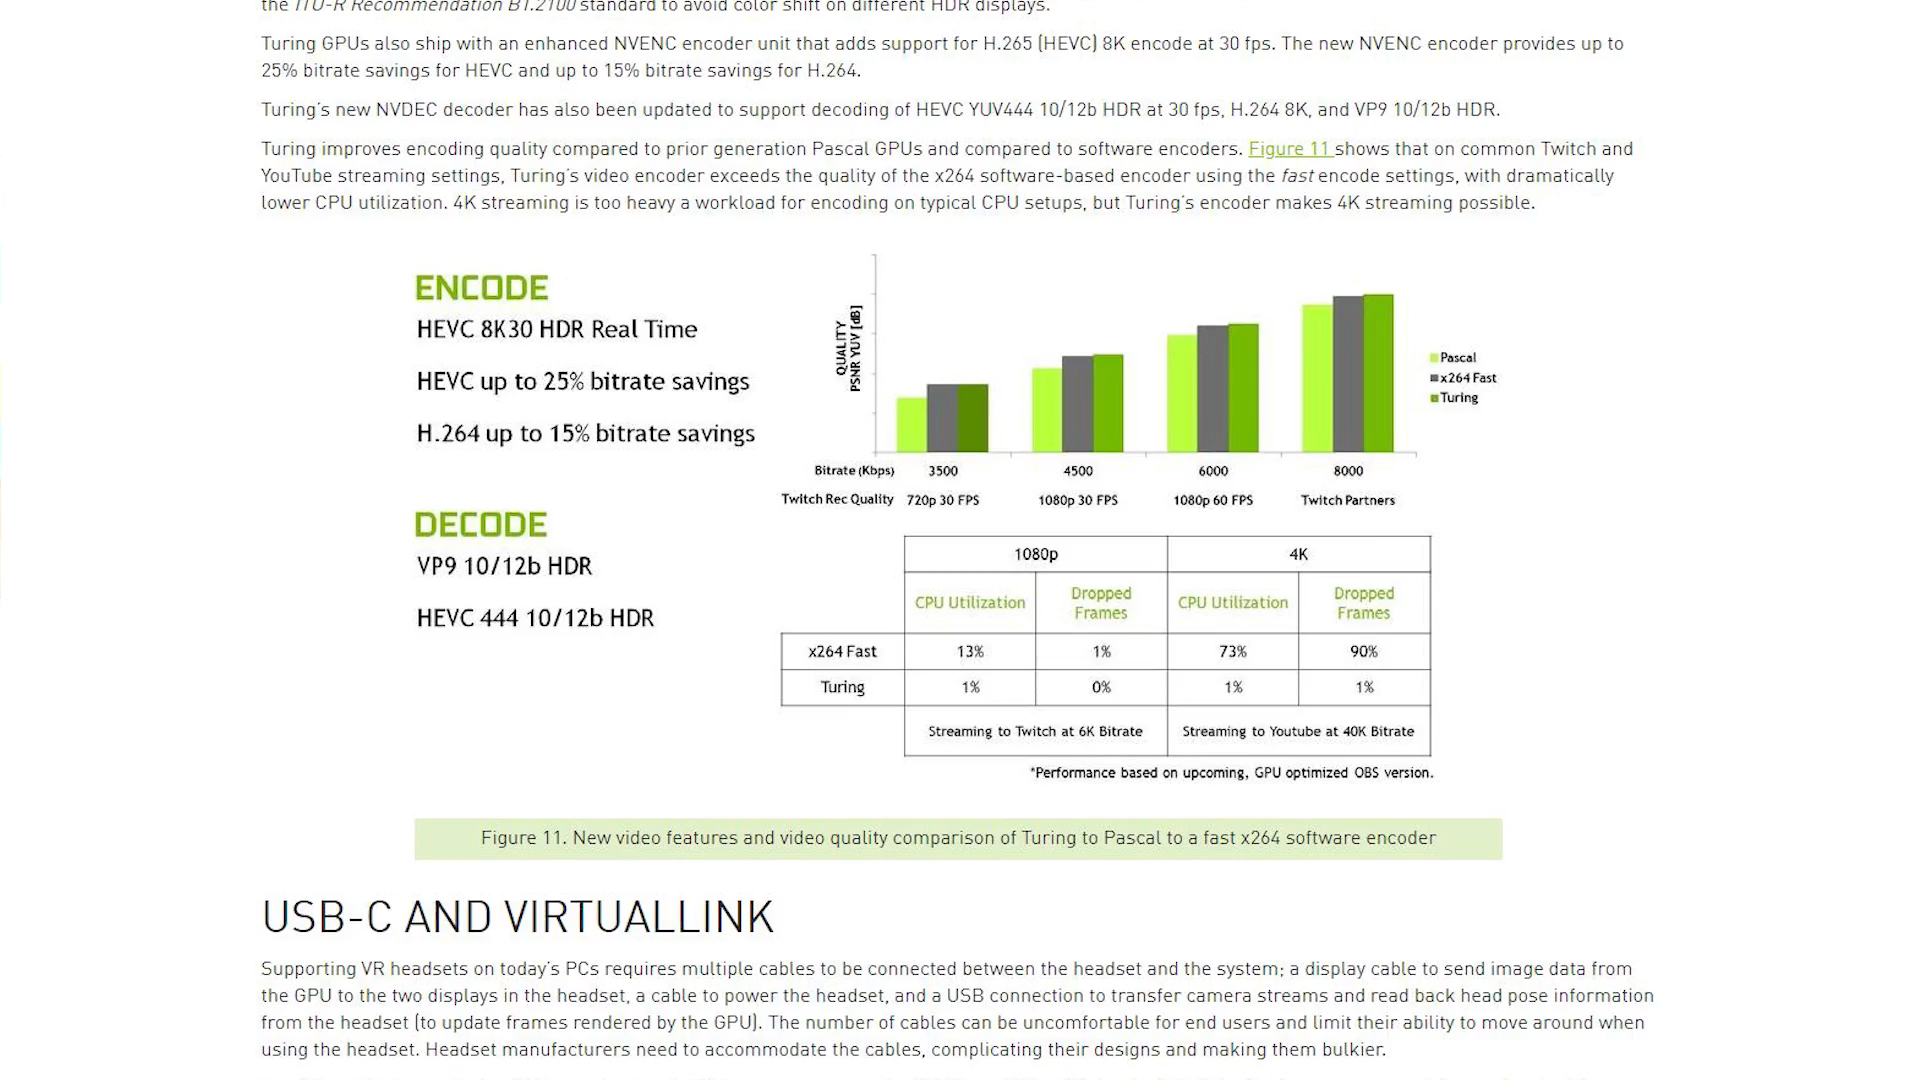 the ITU-R Recommendation BT.2100 standard to avoid color shift on different HDR displays.
Turing GPUs also ship with an enhanced NVENC encoder unit that adds support for H.265 (HEVC) 8K encode at 30 fps. The new NVENC encoder provides up to
25% bitrate savings for HEVC and up to 15% bitrate savings for H.264.
Turing's new NVDEC decoder has also been updated to support decoding of HEVC YUV444 10/12b HDR at 30 fps, H.264 8K, and VP9 10/12b HDR.
Turing improves encoding quality compared to prior generation Pascal GPUs and compared to software encoders. Figure 11 shows that on common Twitch and
YouTube streaming settings, Turing's video encoder exceeds the quality of the x264 software-based encoder using the fast encode settings, with dramatically
lower CPU utilization. 4K streaming is too heavy a workload for encoding on typical CPU setups, but Turing's encoder makes 4K streaming possible.
ENCODE
HEVC 8K30 HDR Real Time
HEVC up to 25% bitrate savings
H.264 up to 15% bitrate savings
DECODE
VP9 10/12b HDR
HEVC 444 10/12b HDR
QUALITY
PSNR YUV [dB]
Pascal
x264 Fast
Turing
Bitrate (Kbps) 3500 4500 6000 8000
Twitch Rec Quality 720p 30 FPS 1080p 30 FPS 1080p 60 FPS Twitch Partners
1080p 4K
CPU Utilization Dropped Frames CPU Utilization Dropped Frames
x264 Fast 13% 1% 73% 90%
Turing 1% 0% 1% 1%
Streaming to Twitch at 6K Bitrate Streaming to Youtube at 40K Bitrate
*Performance based on upcoming, GPU optimized OBS version.
Figure 11. New video features and video quality comparison of Turing to Pascal to a fast x264 software encoder
USB-C AND VIRTUALLINK
Supporting VR headsets on today's PCs requires multiple cables to be connected between the headset and the system; a display cable to send image data from
the GPU to the two displays in the headset, a cable to power the headset, and a USB connection to transfer camera streams and read back head pose information
from the headset (to update frames rendered by the GPU). The number of cables can be uncomfortable for end users and limit their ability to move around when
using the headset. Headset manufacturers need to accommodate the cables, complicating their designs and making them bulkier.